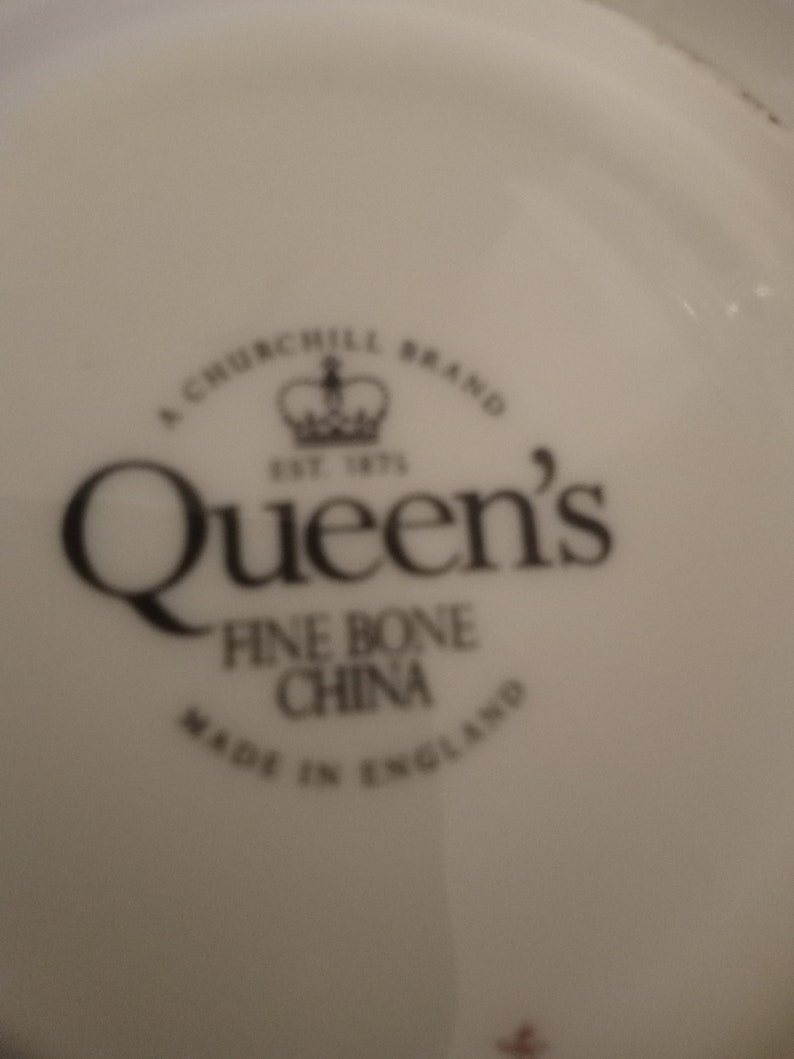 A CHURCHILL BRAND
EST. 1875
Queen's
FINE BONE
CHINA
MADE IN ENGLAND